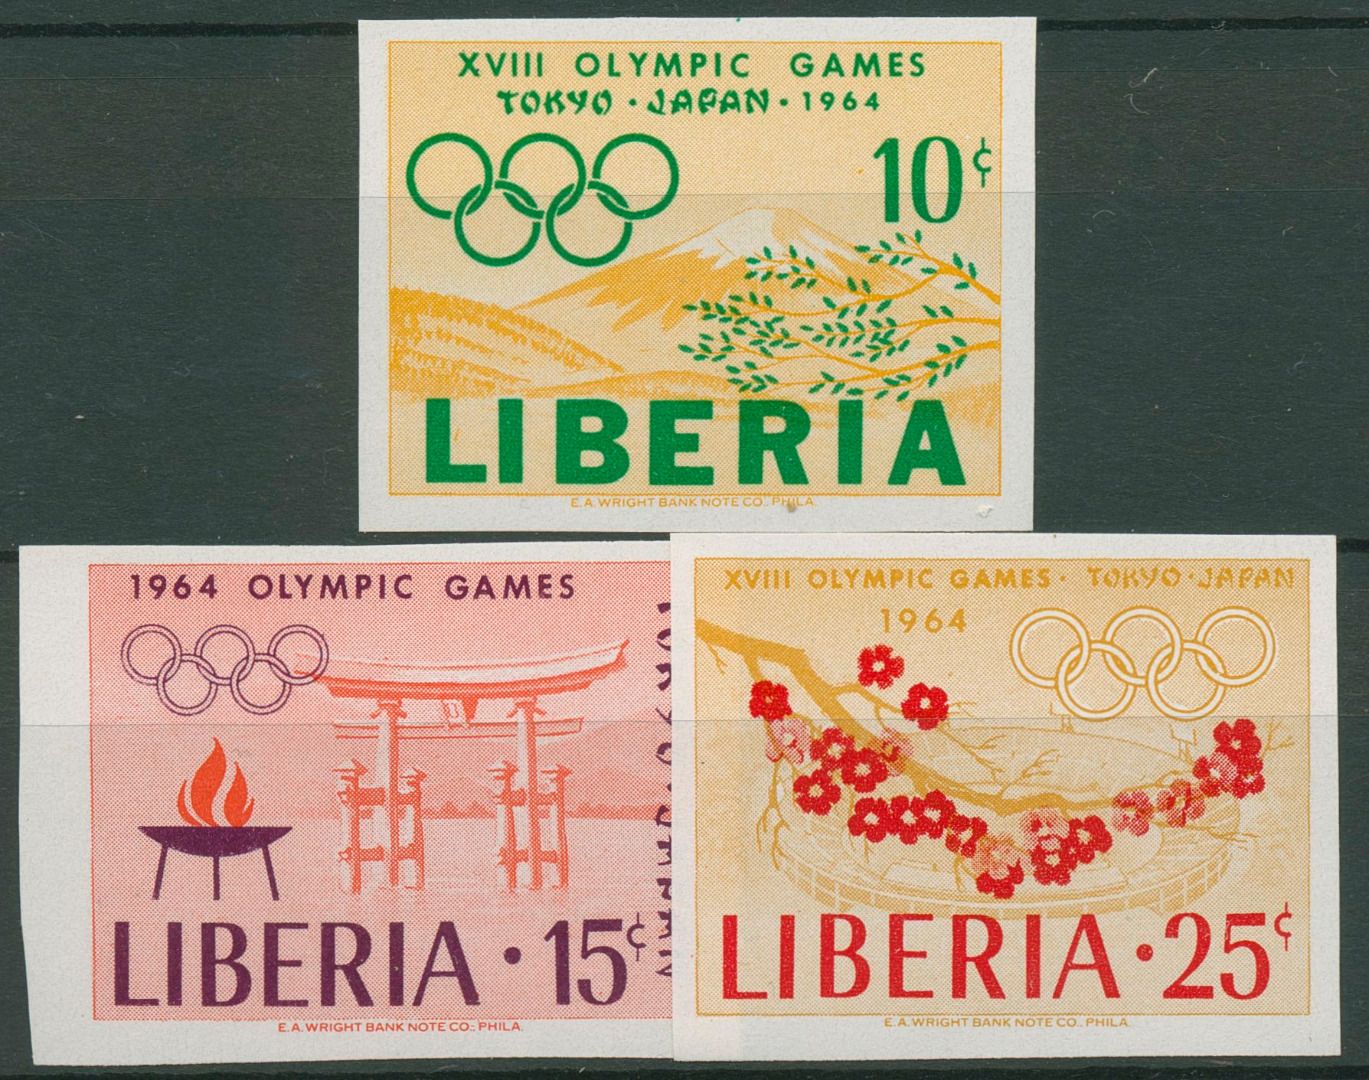 XVIII OLYMPIC GAMES
TOKYO · JAPAN · 1964
10¢
LIBERIA
E.A. WRIGHT BANK NOTE CO., PHILA.
1964 OLYMPIC GAMES
LIBERIA · 15¢
E.A. WRIGHT BANK NOTE CO., PHILA.
XVIII OLYMPIC GAMES · TOKYO · JAPAN
1964
LIBERIA · 25¢
E.A. WRIGHT BANK NOTE CO., PHILA.